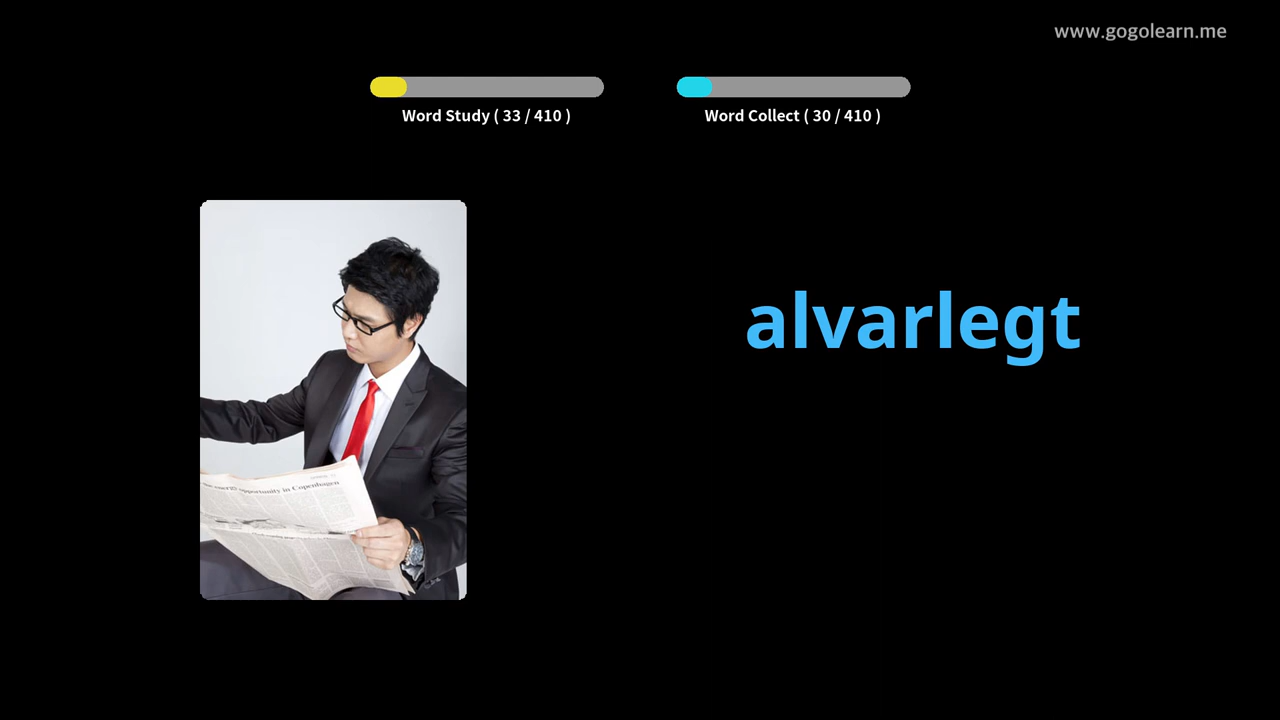 www.gogolearn.me
Word Study ( 33 / 410 )
Word Collect ( 30 / 410 )
alvarlegt
opportunity in Copenhagen